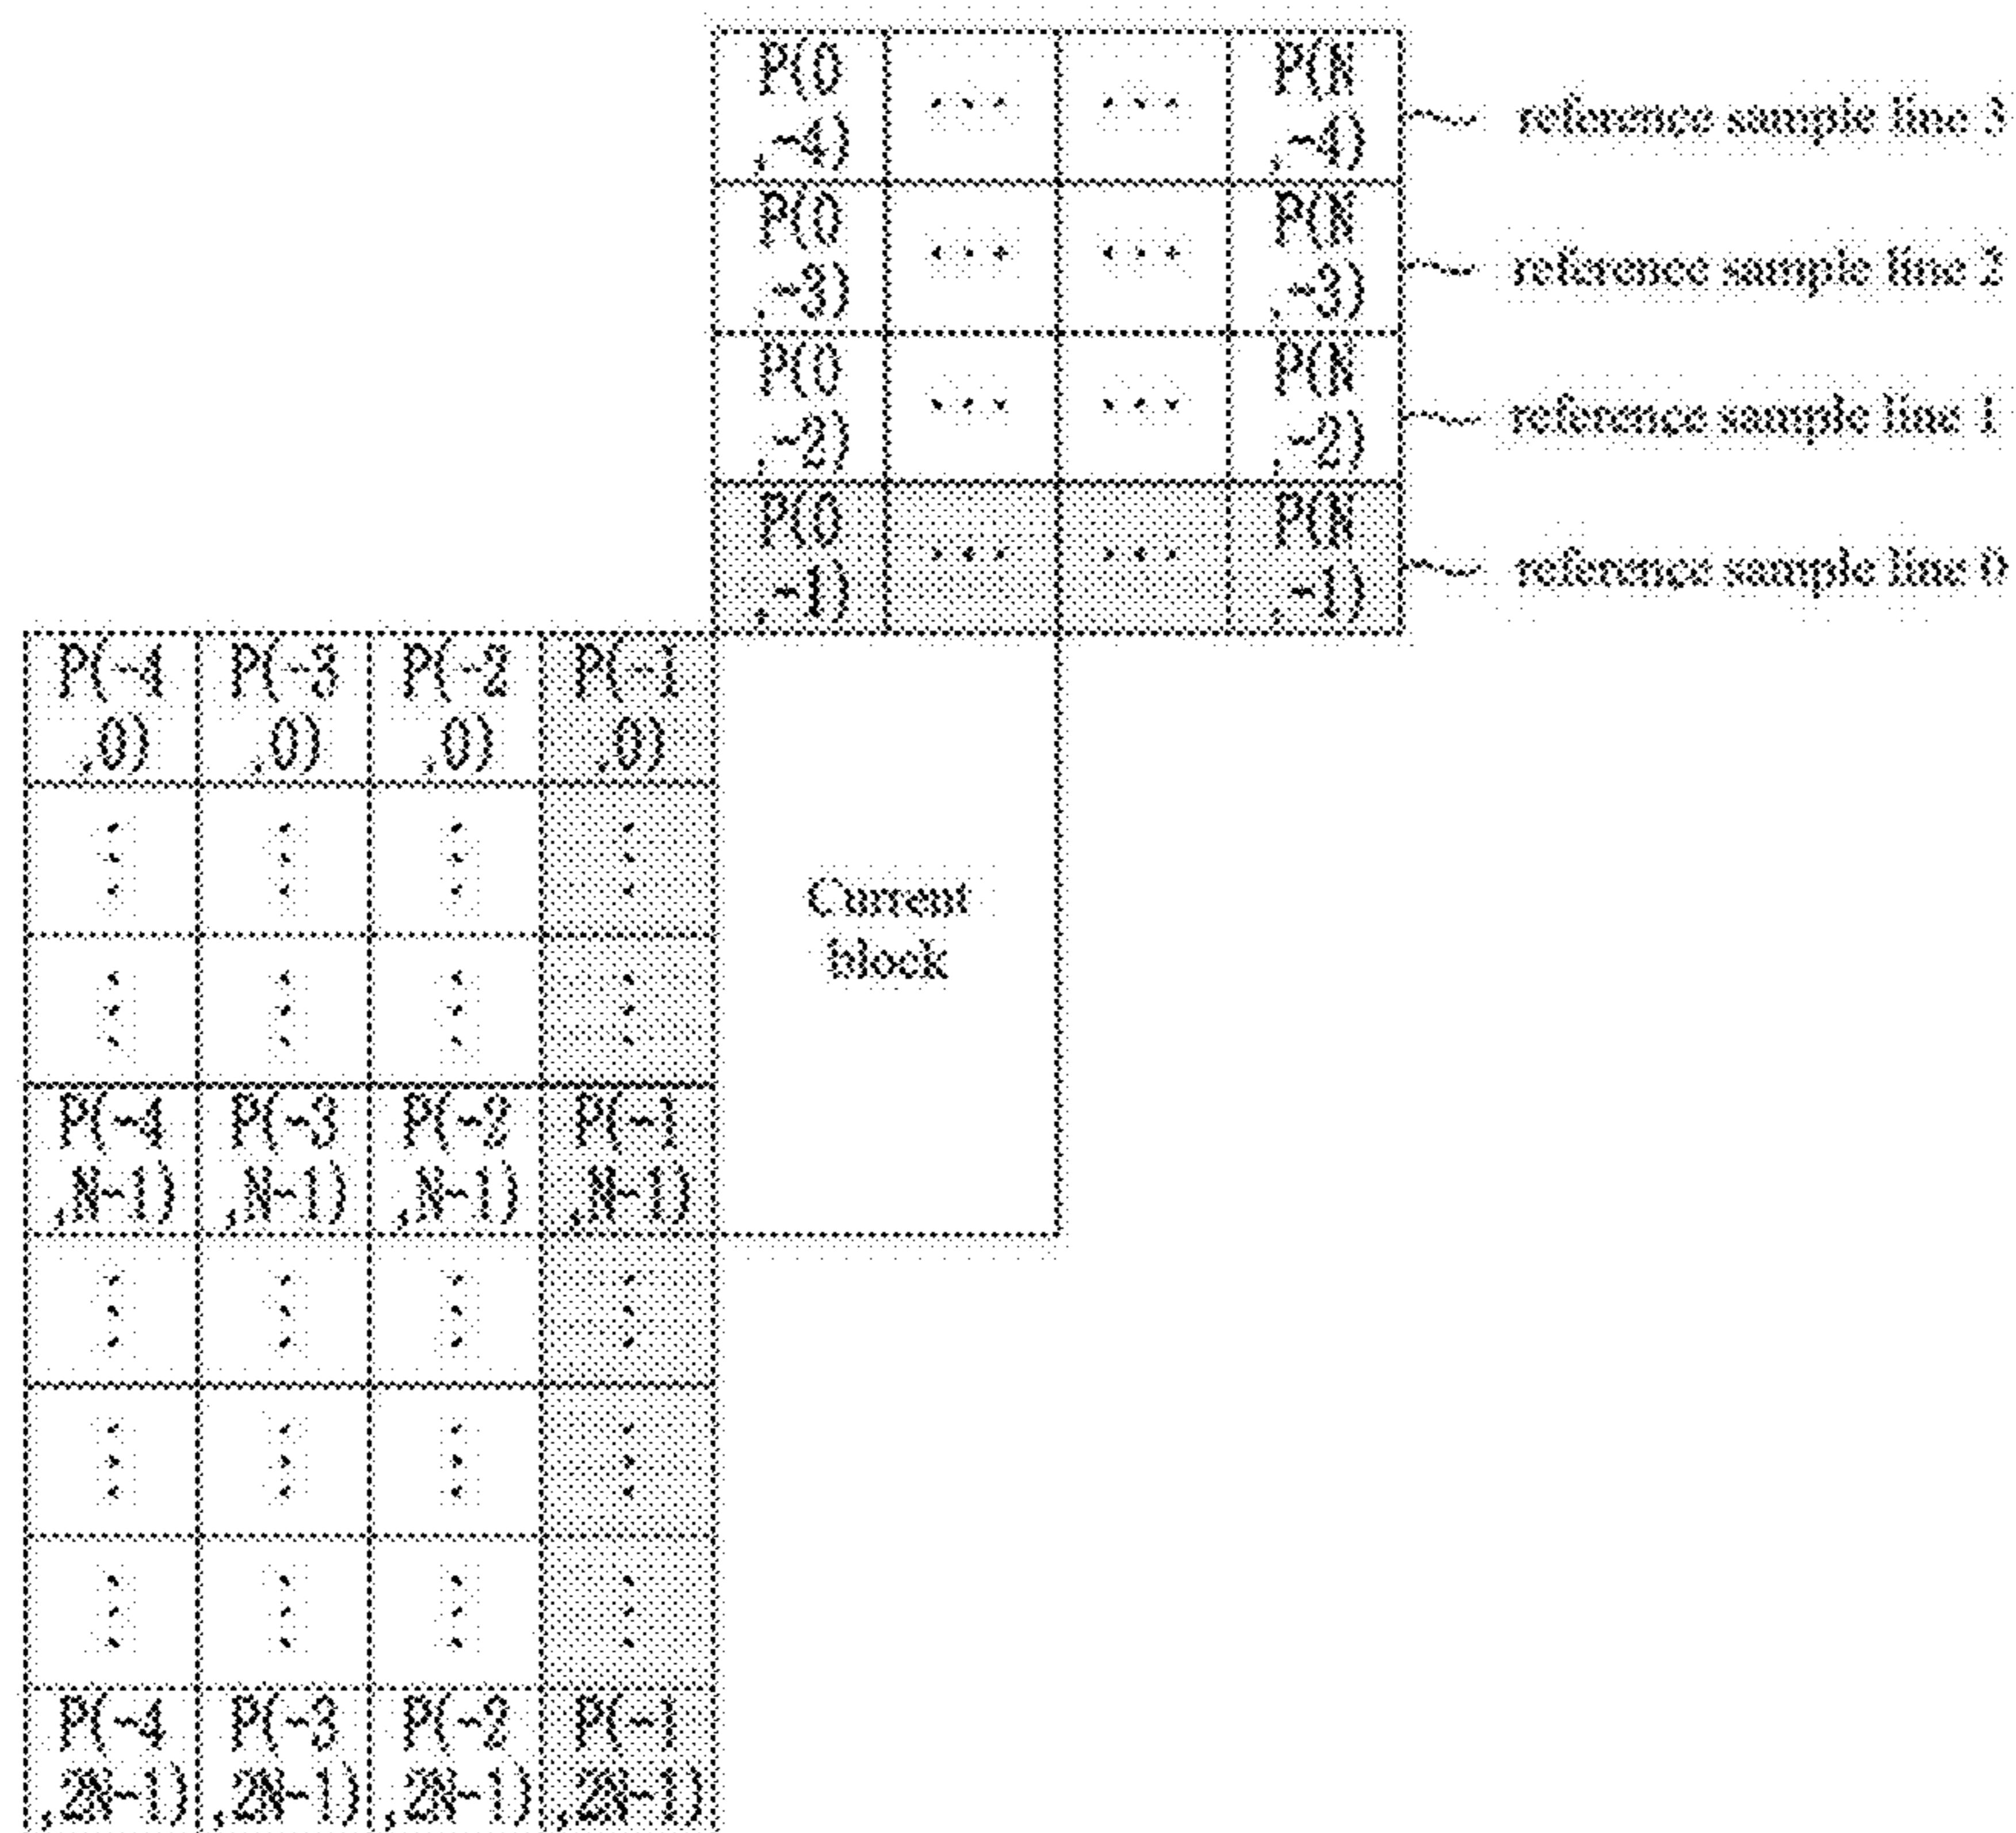 P(0 ... ... P(N
,-4) ,-4)
reference sample line 3
P(0 ... ... P(N
,-3) ,-3)
reference sample line 2
P(0 ... ... P(N
,-2) ,-2)
reference sample line 1
P(0 ... ... P(N
,-1) ,-1)
reference sample line 0
P(-4 P(-3 P(-2 P(-1
,0) ,0) ,0) ,0)
Current
block
P(-4 P(-3 P(-2 P(-1
,N-1) ,N-1) ,N-1) ,N-1)
P(-4 P(-3 P(-2 P(-1
,2N-1) ,2N-1) ,2N-1) ,2N-1)